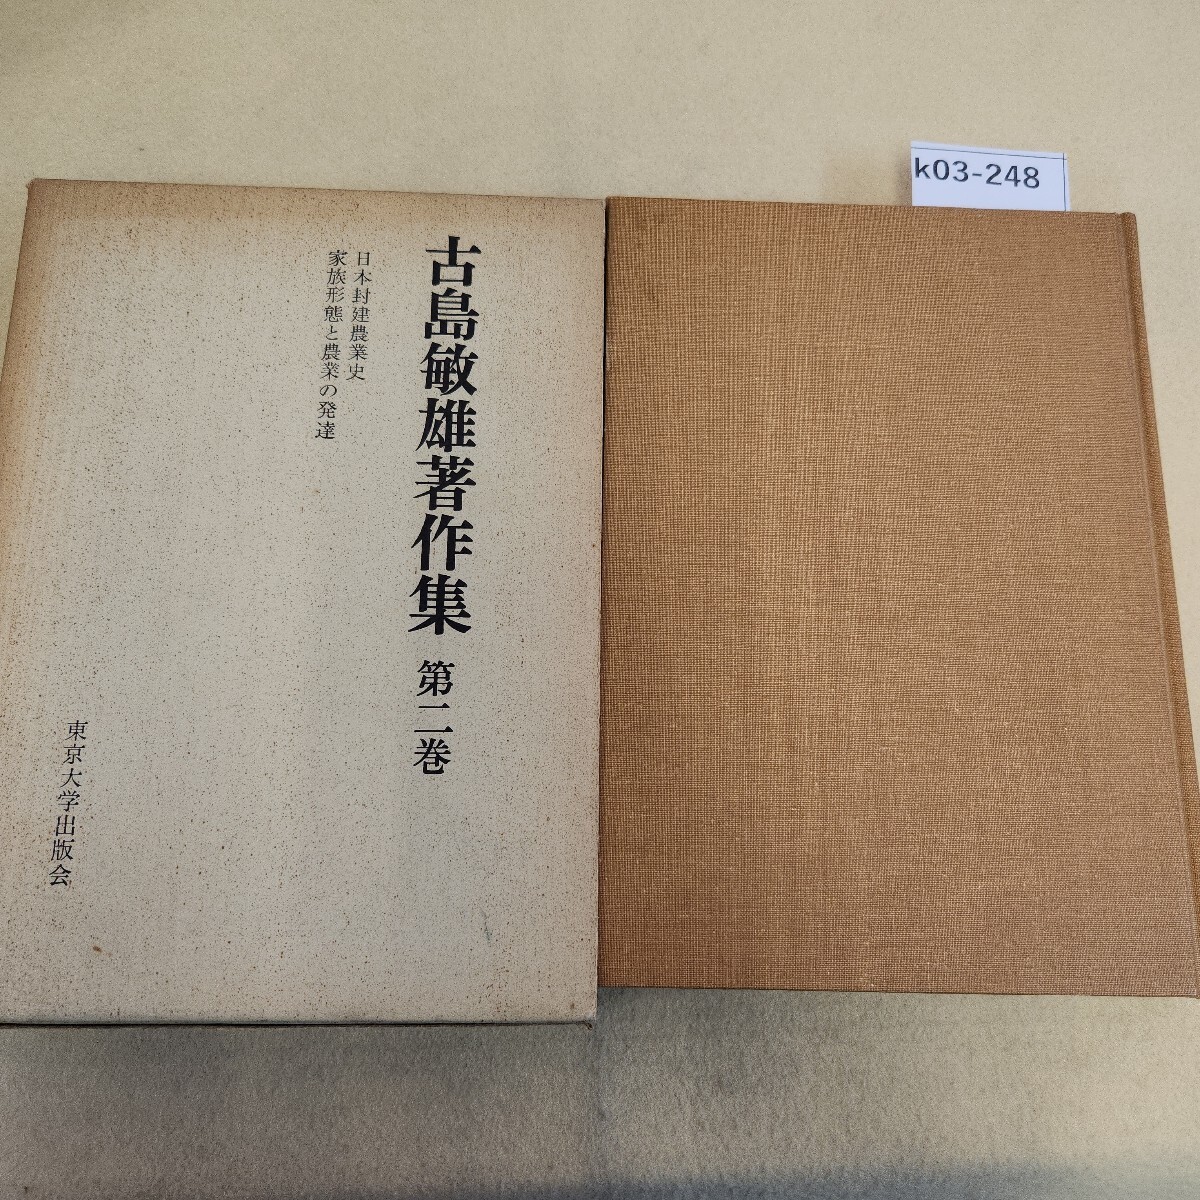 k03-248
古島敏雄著作集 第二巻
日本封建農業史
家族形態と農業の発達
東京大学出版会